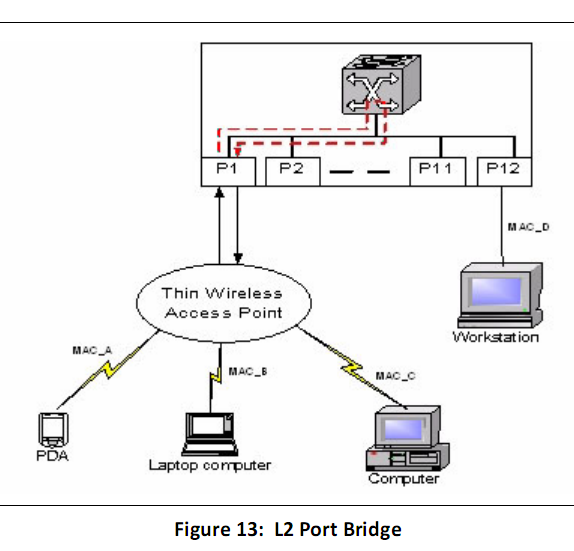 P1
P2
P11
P12
MAC_D
Thin Wireless
Access Point
Workstation
MAC_A
MAC_B
MAC_C
PDA
Laptop computer
Computer
Figure 13: L2 Port Bridge